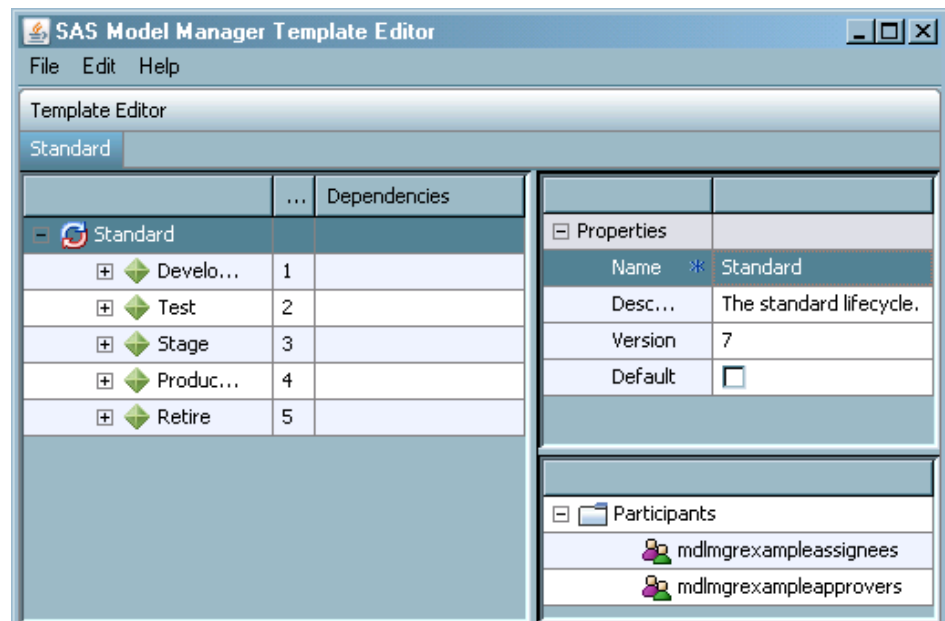 SAS Model Manager Template Editor
File Edit Help
Template Editor
Standard
... Dependencies
Standard
Develo... 1
Test 2
Stage 3
Produc... 4
Retire 5
Properties
Name * Standard
Desc... The standard lifecycle.
Version 7
Default
Participants
mdlmgrexampleassignees
mdlmgrexampleapprovers